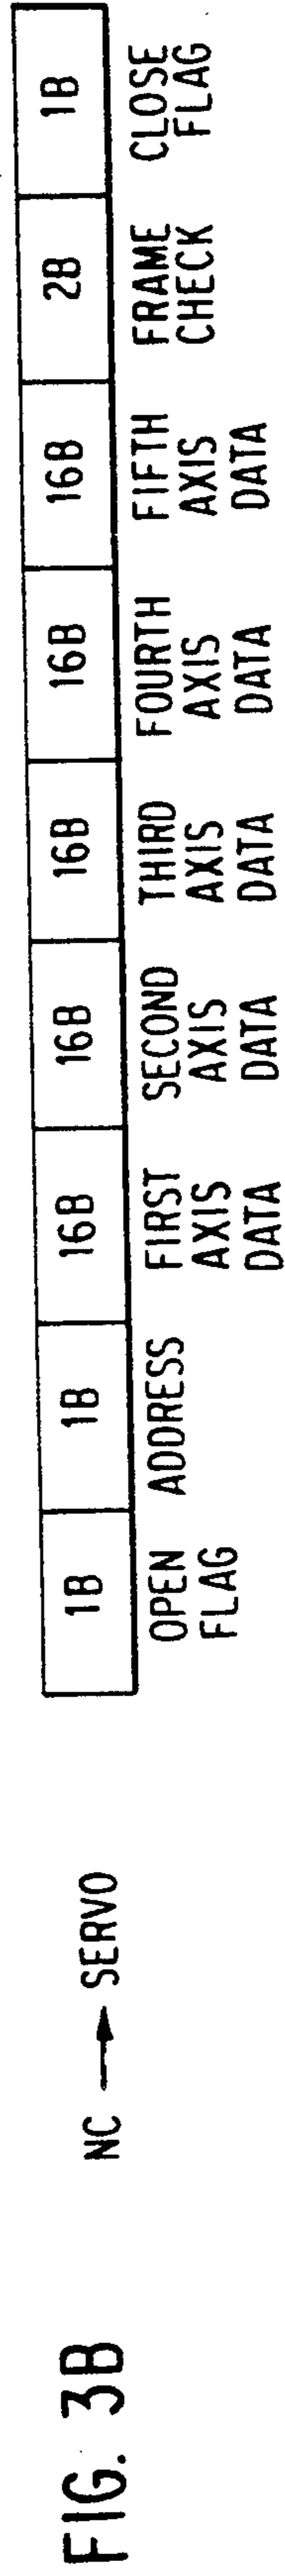 FIG. 3B
NC → SERVO
1B 1B 16B 16B 16B 16B 16B 2B 1B
OPEN FLAG
ADDRESS
FIRST AXIS DATA
SECOND AXIS DATA
THIRD AXIS DATA
FOURTH AXIS DATA
FIFTH AXIS DATA
FRAME CHECK
CLOSE FLAG